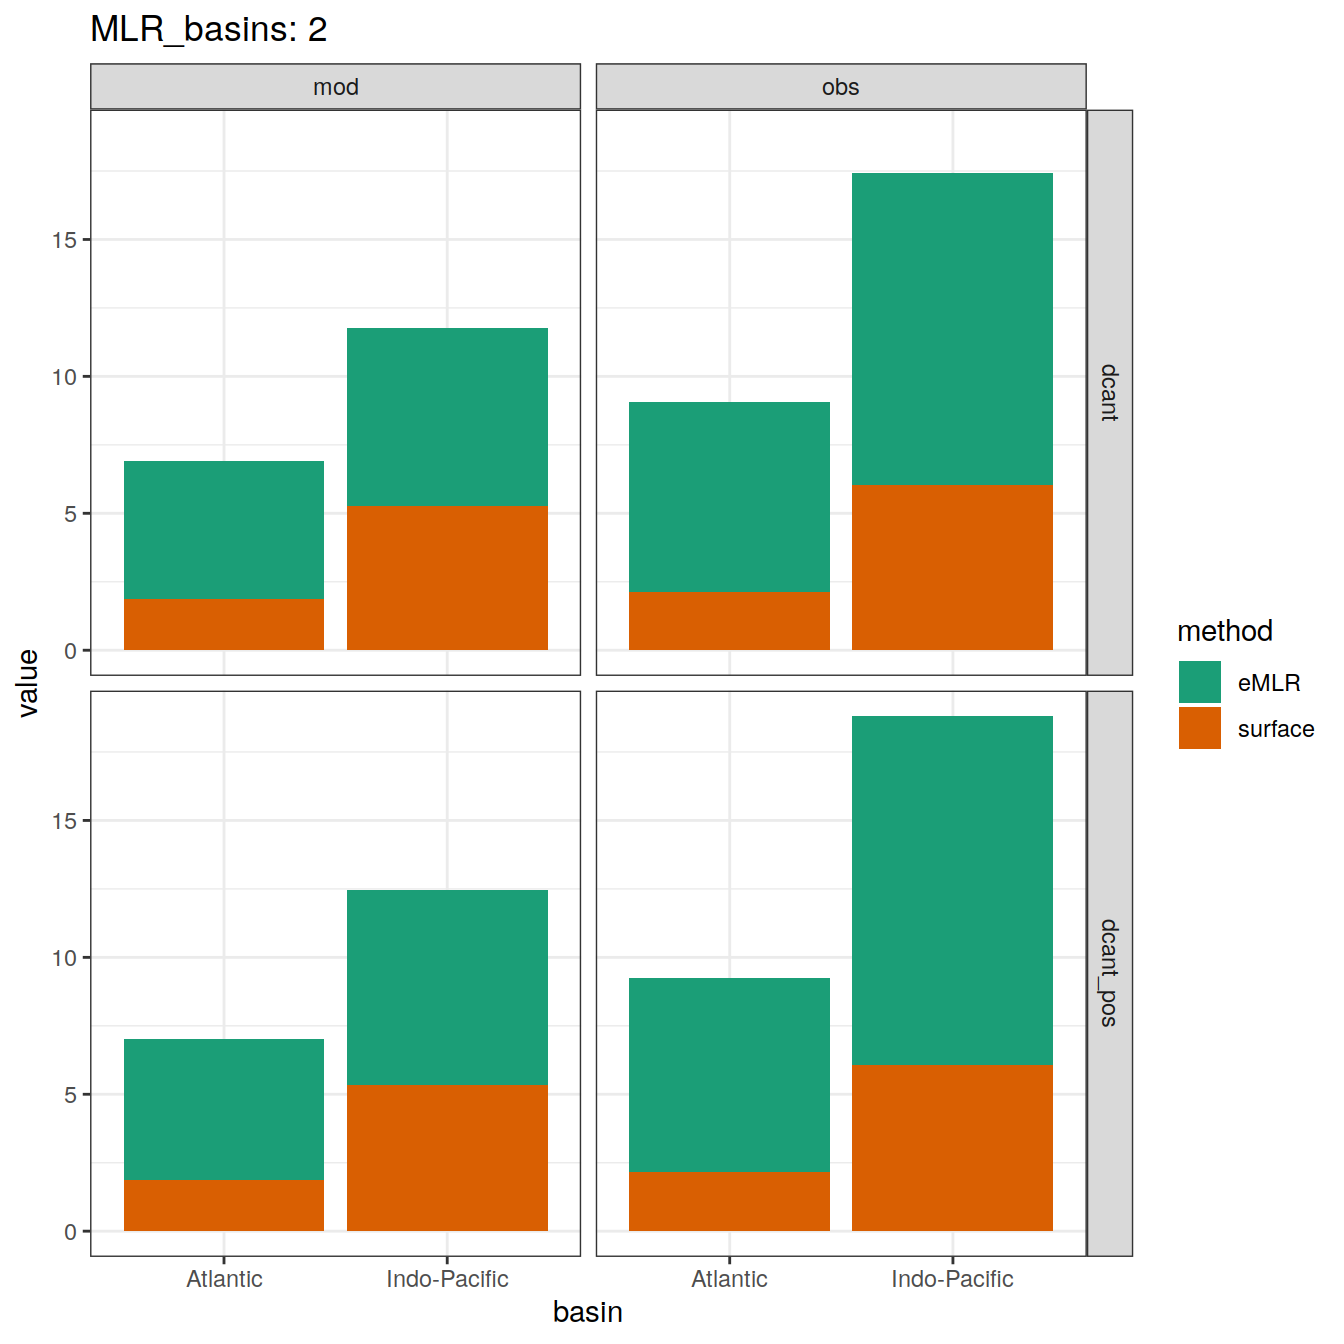 MLR_basins: 2
mod
obs
15
10
5
0
dcant
15
10
5
0
dcant_pos
value
Atlantic
Indo-Pacific
Atlantic
Indo-Pacific
basin
method
eMLR
surface